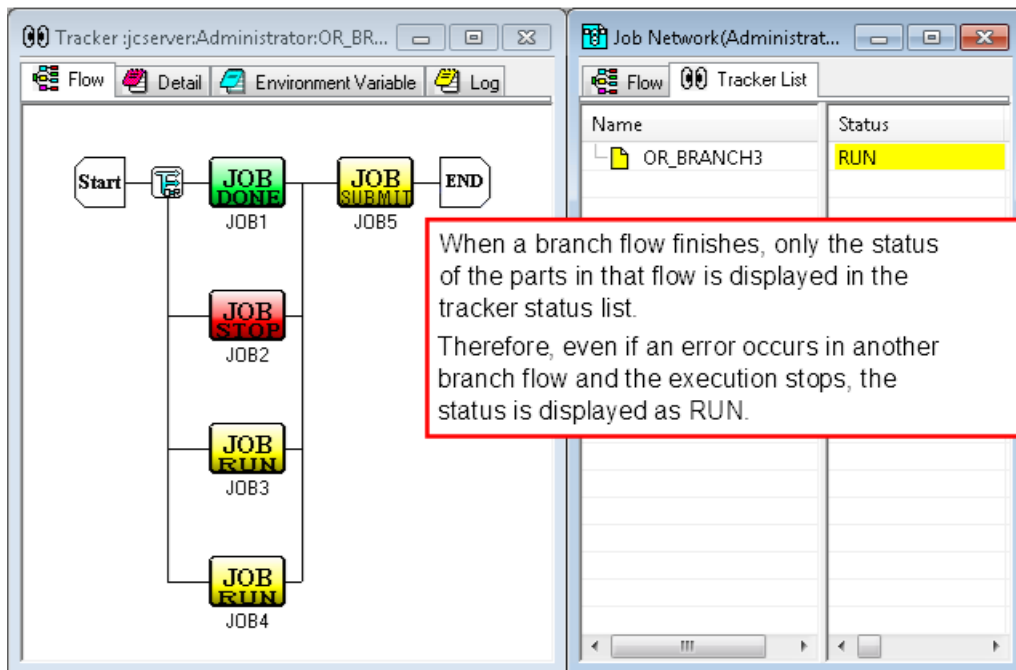 Tracker :jcserver:Administrator:OR_BR...
Flow Detail Environment Variable Log
Start OR JOB DONE JOB SUBMIT END
JOB1 JOB5
JOB STOP
JOB2
JOB RUN
JOB3
JOB RUN
JOB4
Job Network(Administrat...
Flow Tracker List
Name Status
OR_BRANCH3 RUN
When a branch flow finishes, only the status
of the parts in that flow is displayed in the
tracker status list.
Therefore, even if an error occurs in another
branch flow and the execution stops, the
status is displayed as RUN.